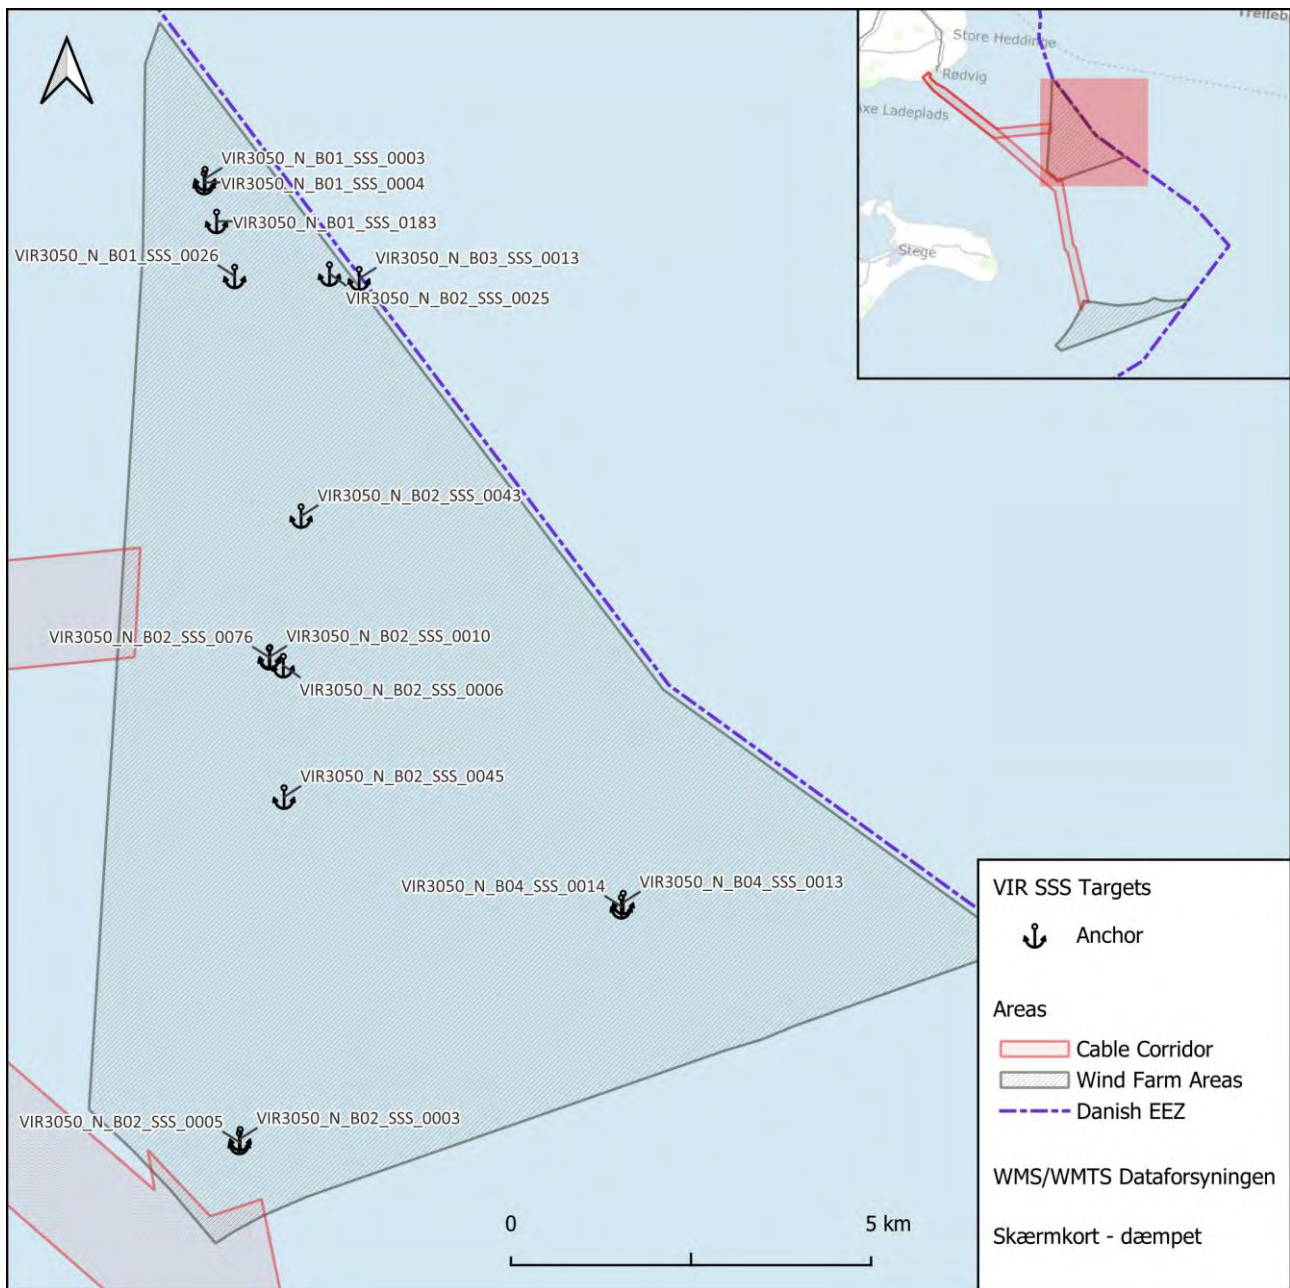 Trelleb
Store Heddinge
Rødvig
xe Ladeplads
Stege
VIR3050_N_B01_SSS_0003
VIR3050_N_B01_SSS_0004
VIR3050_N_B01_SSS_0183
VIR3050_N_B01_SSS_0026
VIR3050_N_B03_SSS_0013
VIR3050_N_B02_SSS_0025
VIR3050_N_B02_SSS_0043
VIR3050_N_B02_SSS_0076
VIR3050_N_B02_SSS_0010
VIR3050_N_B02_SSS_0006
VIR3050_N_B02_SSS_0045
VIR3050_N_B04_SSS_0014
VIR3050_N_B04_SSS_0013
VIR3050_N_B02_SSS_0005
VIR3050_N_B02_SSS_0003
0
5 km
VIR SSS Targets
Anchor
Areas
Cable Corridor
Wind Farm Areas
Danish EEZ
WMS/WMTS Dataforsyningen
Skærmkort - dæmpet